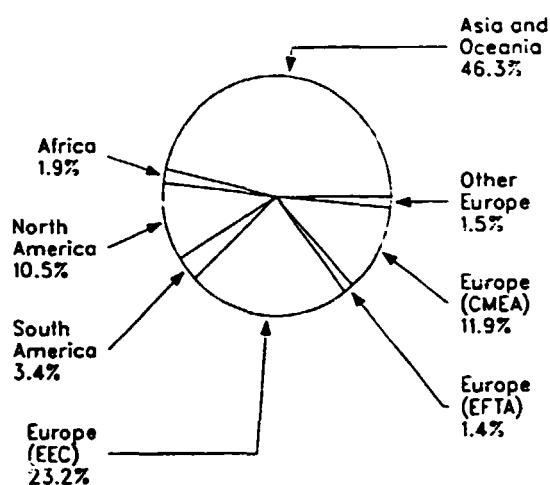 Asia and
Oceania
46.3%
Africa
1.9%
Other
Europe
1.5%
North
America
10.5%
Europe
(CMEA)
11.9%
South
America
3.4%
Europe
(EFTA)
1.4%
Europe
(EEC)
23.2%